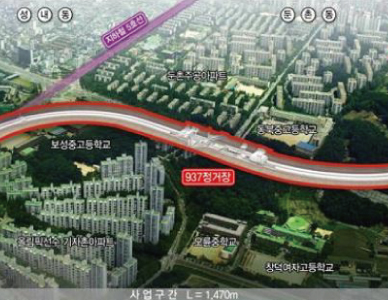 성 내 동
둔 촌 동
지하철 5호선
둔촌주공아파트
동북중고등학교
보성중고등학교
937정거장
올림픽선수 기자촌아파트
오륜중학교
창덕여자고등학교
사 업 구 간 L = 1,470m